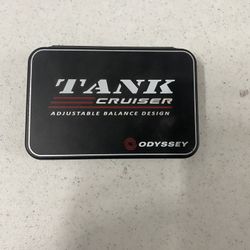 TANK
CRUISER
ADJUSTABLE BALANCE DESIGN
ODYSSEY